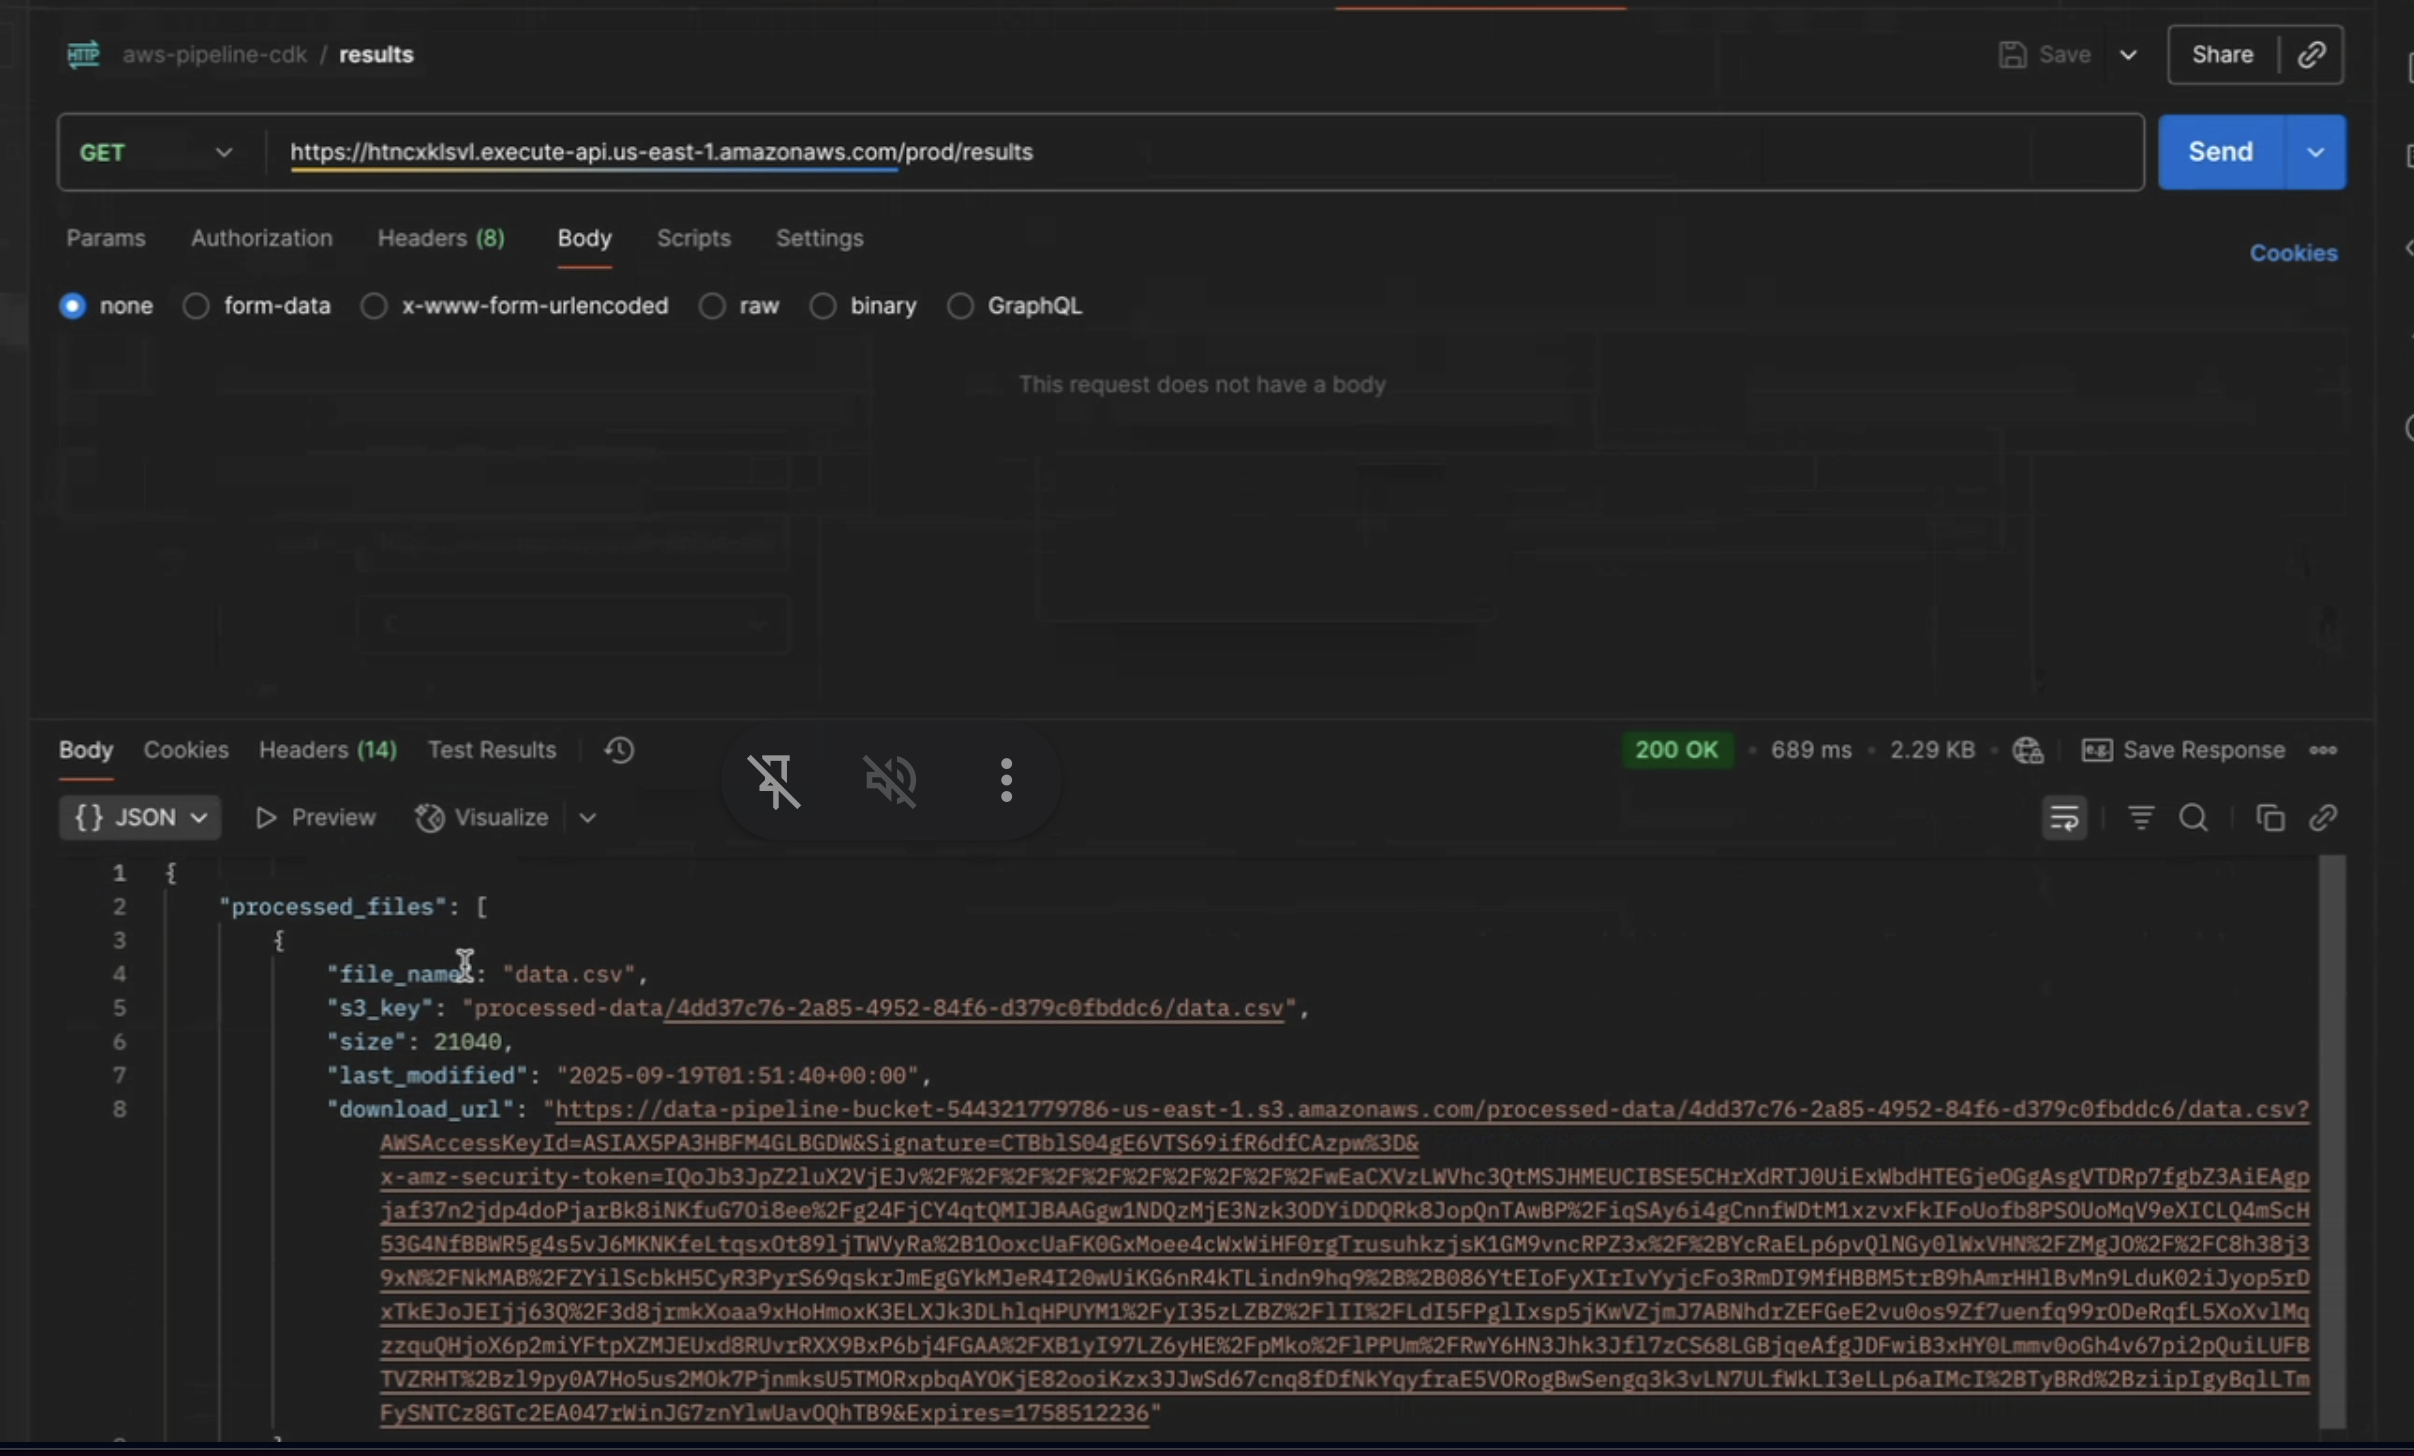 HTTP aws-pipeline-cdk / results
Save
Share
GET https://htncxklsvl.execute-api.us-east-1.amazonaws.com/prod/results
Send
Params Authorization Headers (8) Body Scripts Settings
Cookies
none form-data x-www-form-urlencoded raw binary GraphQL
This request does not have a body
Body Cookies Headers (14) Test Results
200 OK • 689 ms • 2.29 KB • e.g. Save Response
{} JSON Preview Visualize
1 {
2 "processed_files": [
3 {
4 "file_name": "data.csv",
5 "s3_key": "processed-data/4dd37c76-2a85-4952-84f6-d379c0fbddc6/data.csv",
6 "size": 21040,
7 "last_modified": "2025-09-19T01:51:40+00:00",
8 "download_url": "https://data-pipeline-bucket-544321779786-us-east-1.s3.amazonaws.com/processed-data/4dd37c76-2a85-4952-84f6-d379c0fbddc6/data.csv?
AWSAccessKeyId=ASIAX5PA3HBFM4GLBGDW&Signature=CTBblS04gE6VTS69ifR6dfCAzpw%3D&
x-amz-security-token=IQoJb3JpZ2luX2VjEJv%2F%2F%2F%2F%2F%2F%2F%2F%2F%2FwEaCXVzLWVhc3QtMSJHMEUCIBSE5CHrXdRTJ0UiExWbdHTEGjeOGgAsgVTDRp7fgbZ3AiEAgp
jaf37n2jdp4doPjarBk8iNKfuG7Oi8ee%2Fg24FjCY4qtQMIJBAAGgw1NDQzMjE3Nzk3ODYiDDQRk8JopQnTAwBP%2FiqSAy6i4gCnnfWDtM1xzvxFkIFoUofb8PSOUoMqV9eXICLQ4mScH
53G4NfBBWR5g4s5vJ6MKNKfeLtqsxOt89ljTWVyRa%2B1OoxcUaFK0GxMoee4cWxWiHF0rgTrusuhkzjsK1GM9vncRPZ3x%2F%2BYcRaELp6pvQlNGy0lWxVHN%2FZMgJO%2F%2FC8h38j3
9xN%2FNkMAB%2FZYilScbkH5CyR3PyrS69qskrJmEgGYkMJeR4I20wUiKG6nR4kTLindn9hq9%2B%2B086YtEIoFyXIrIvYyjcFo3RmDI9MfHBBM5trB9hAmrHHlBvMn9LduK02iJyop5rD
xTkEJoJEIjj63Q%2F3d8jrmkXoaa9xHoHmoxK3ELXJk3DLhlqHPUYM1%2FyI35zLZBZ%2FlII%2FLdI5FPglIxsp5jKwVZjmJ7ABNhdrZEFGeE2vu0os9Zf7uenfq99rODeRqfL5XoXvlMq
zzquQHjoX6p2miYFtpXZMJEUxd8RUvrRXX9BxP6bj4FGAA%2FXB1yI97LZ6yHE%2FpMko%2FlPPUm%2FRwY6HN3Jhk3Jfl7zCS68LGBjqeAfgJDFwiB3xHY0Lmmv0oGh4v67pi2pQuiLUFB
TVZRHT%2Bzl9py0A7Ho5us2MOk7PjnmksU5TMORxpbqAYOKjE82ooiKzx3JJwSd67cnq8fDfNkYqyfraE5VORogBwSengq3k3vLN7ULfWkLI3eLLp6aIMcI%2BTyBRd%2BziipIgyBqlLTm
FySNTCz8GTc2EA047rWinJG7znYlwUavOQhTB9&Expires=1758512236"